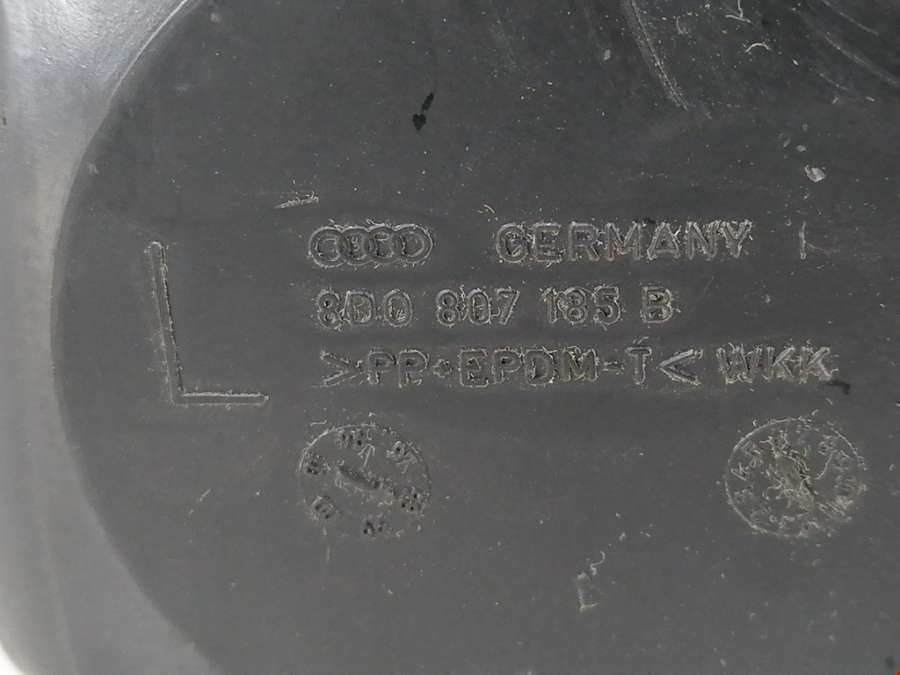 GERMANY
8D0 807 185 B
>PP+EPDM-T< WKK
L